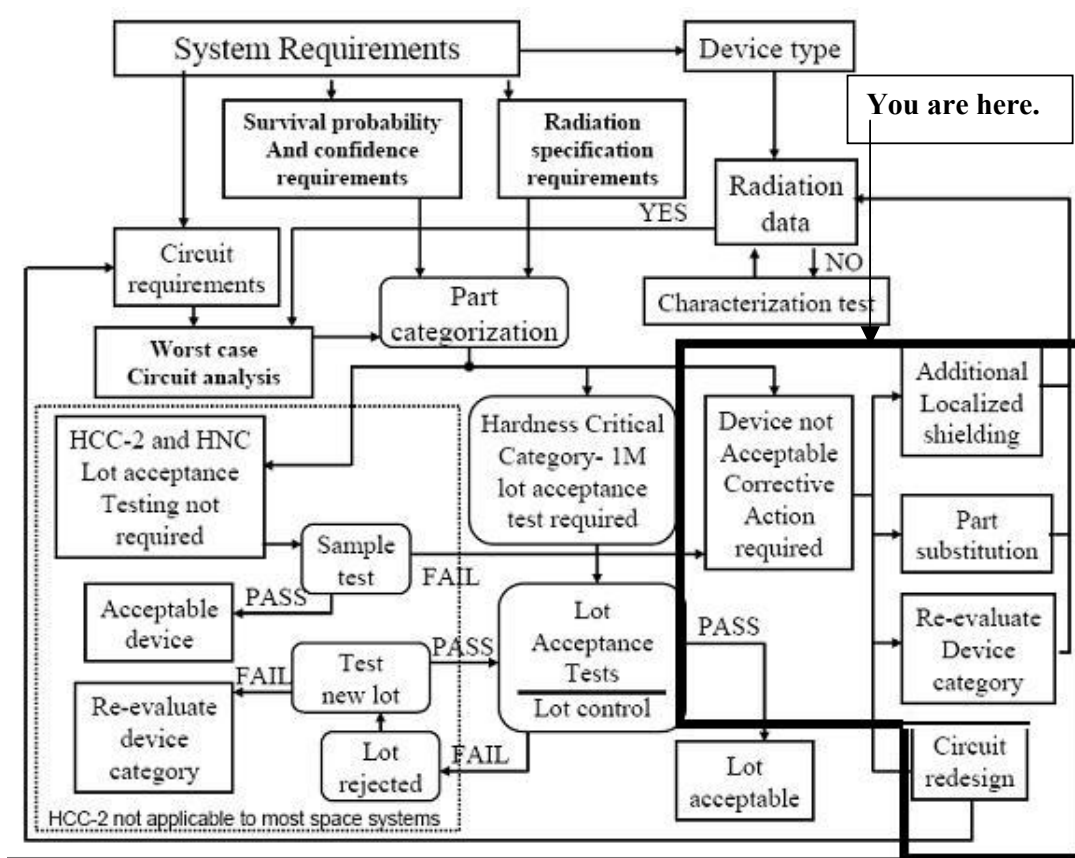 System Requirements
Device type
You are here.
Survival probability
And confidence
requirements
Radiation
specification
requirements
Radiation
data
YES
NO
Circuit
requirements
Part
categorization
Characterization test
Worst case
Circuit analysis
HCC-2 and HNC
Lot acceptance
Testing not
required
Hardness Critical
Category- 1M
lot acceptance
test required
Device not
Acceptable
Corrective
Action
required
Additional
Localized
shielding
Sample
test
FAIL
PASS
Part
substitution
Acceptable
device
Lot
Acceptance
Tests
Lot control
PASS
Re-evaluate
Device
category
Test
new lot
PASS
FAIL
Re-evaluate
device
category
Lot
rejected
FAIL
Lot
acceptable
Circuit
redesign
HCC-2 not applicable to most space systems